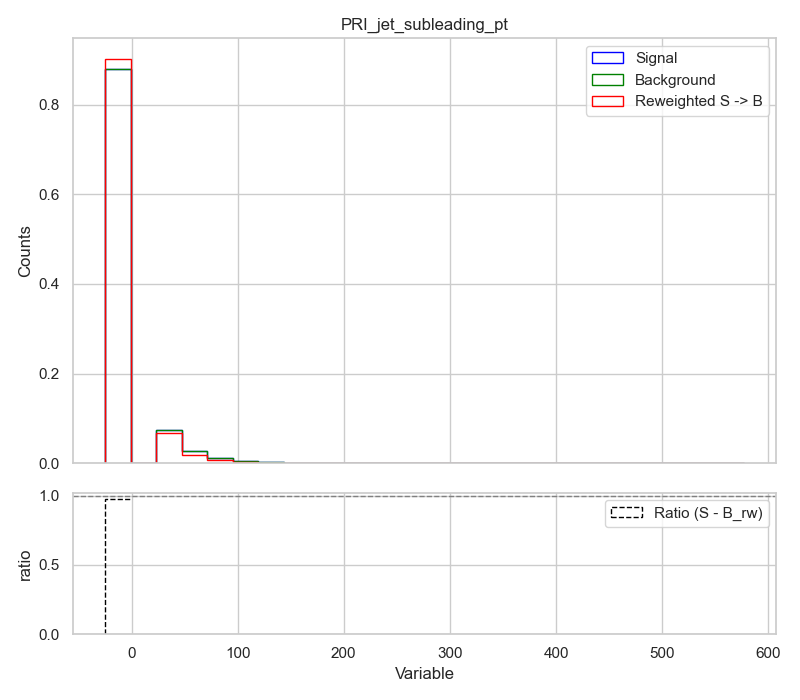 PRI_jet_subleading_pt
Signal
Background
Reweighted S -> B
0.8
0.6
0.4
0.2
0.0
Counts
1.0
0.5
0.0
ratio
Ratio (S - B_rw)
0
100
200
300
400
500
600
Variable